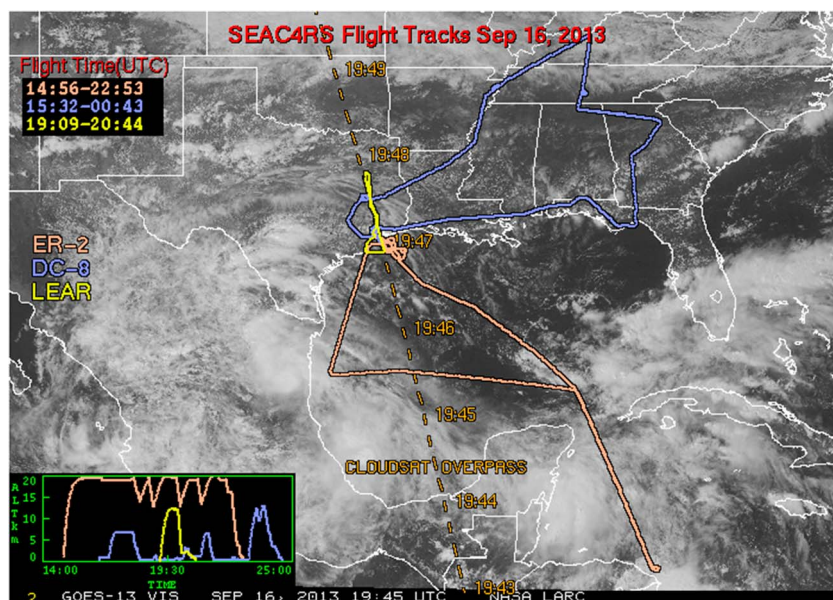 SEAC4RS Flight Tracks Sep 16, 2013
Flight Time(UTC)
14:56-22:53
15:32-00:43
19:09-20:44
19:49
19:48
ER-2
DC-8
LEAR
19:47
19:46
19:45
CLOUDSAT OVERPASS
19:44
19:43
ALT km
20
15
10
5
0
14:00 19:30 25:00
TIME
2 GOES-13 VIS SEP 16, 2013 19:45 UTC NASA LARC